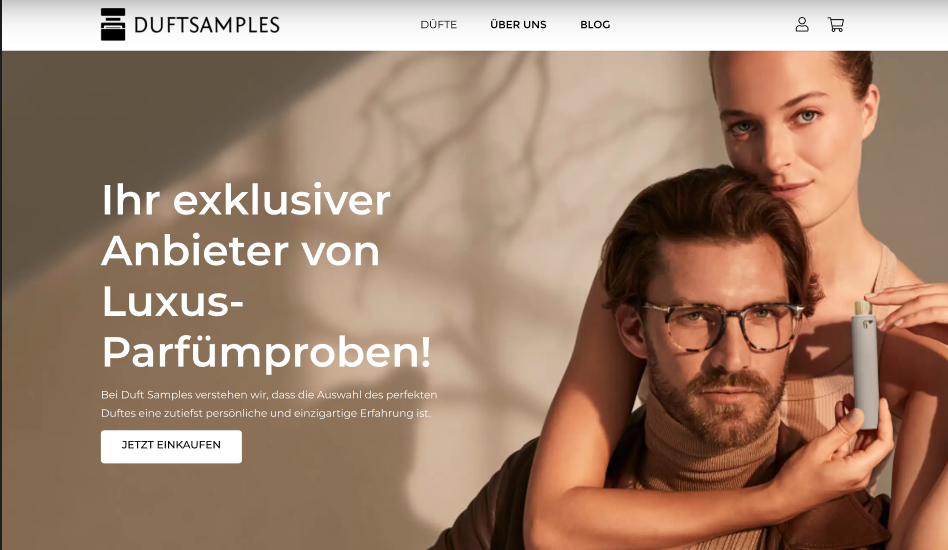 DUFTSAMPLES
DÜFTE
ÜBER UNS
BLOG
Ihr exklusiver
Anbieter von
Luxus-
Parfümproben!
Bei Duft Samples verstehen wir, dass die Auswahl des perfekten
Duftes eine zutiefst persönliche und einzigartige Erfahrung ist.
JETZT EINKAUFEN